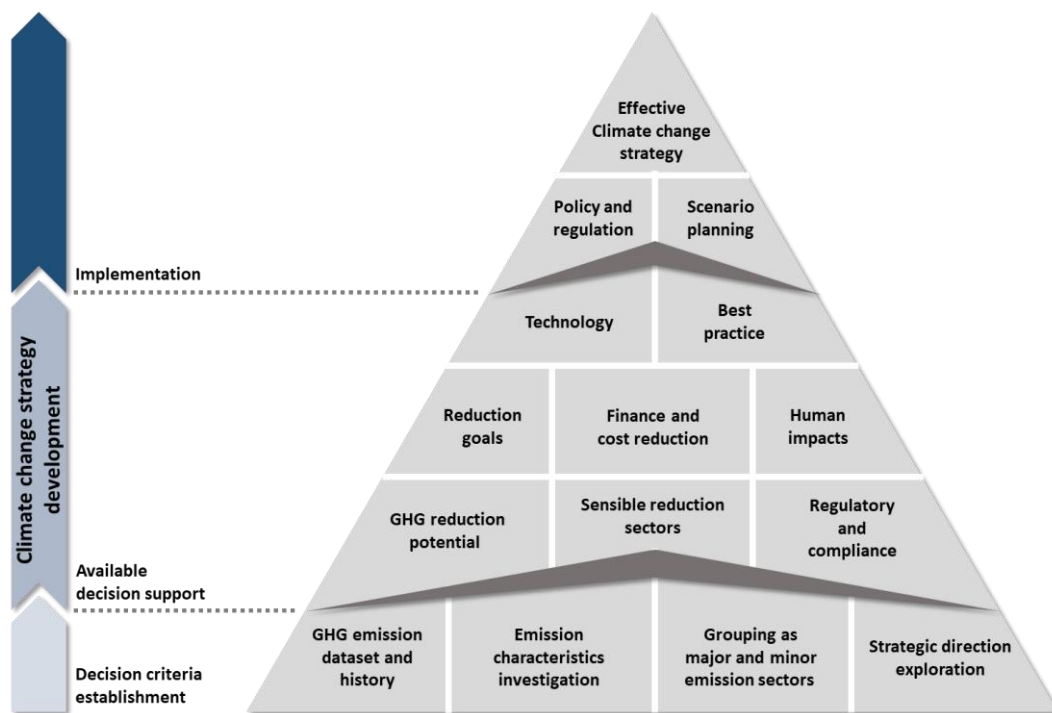 Effective
Climate change
strategy
Policy and
regulation
Scenario
planning
Implementation
Technology
Best
practice
Climate change strategy
development
Reduction
goals
Finance and
cost reduction
Human
impacts
GHG reduction
potential
Sensible reduction
sectors
Regulatory
and
compliance
Available
decision support
GHG emission
dataset and
history
Emission
characteristics
investigation
Grouping as
major and minor
emission sectors
Strategic direction
exploration
Decision criteria
establishment